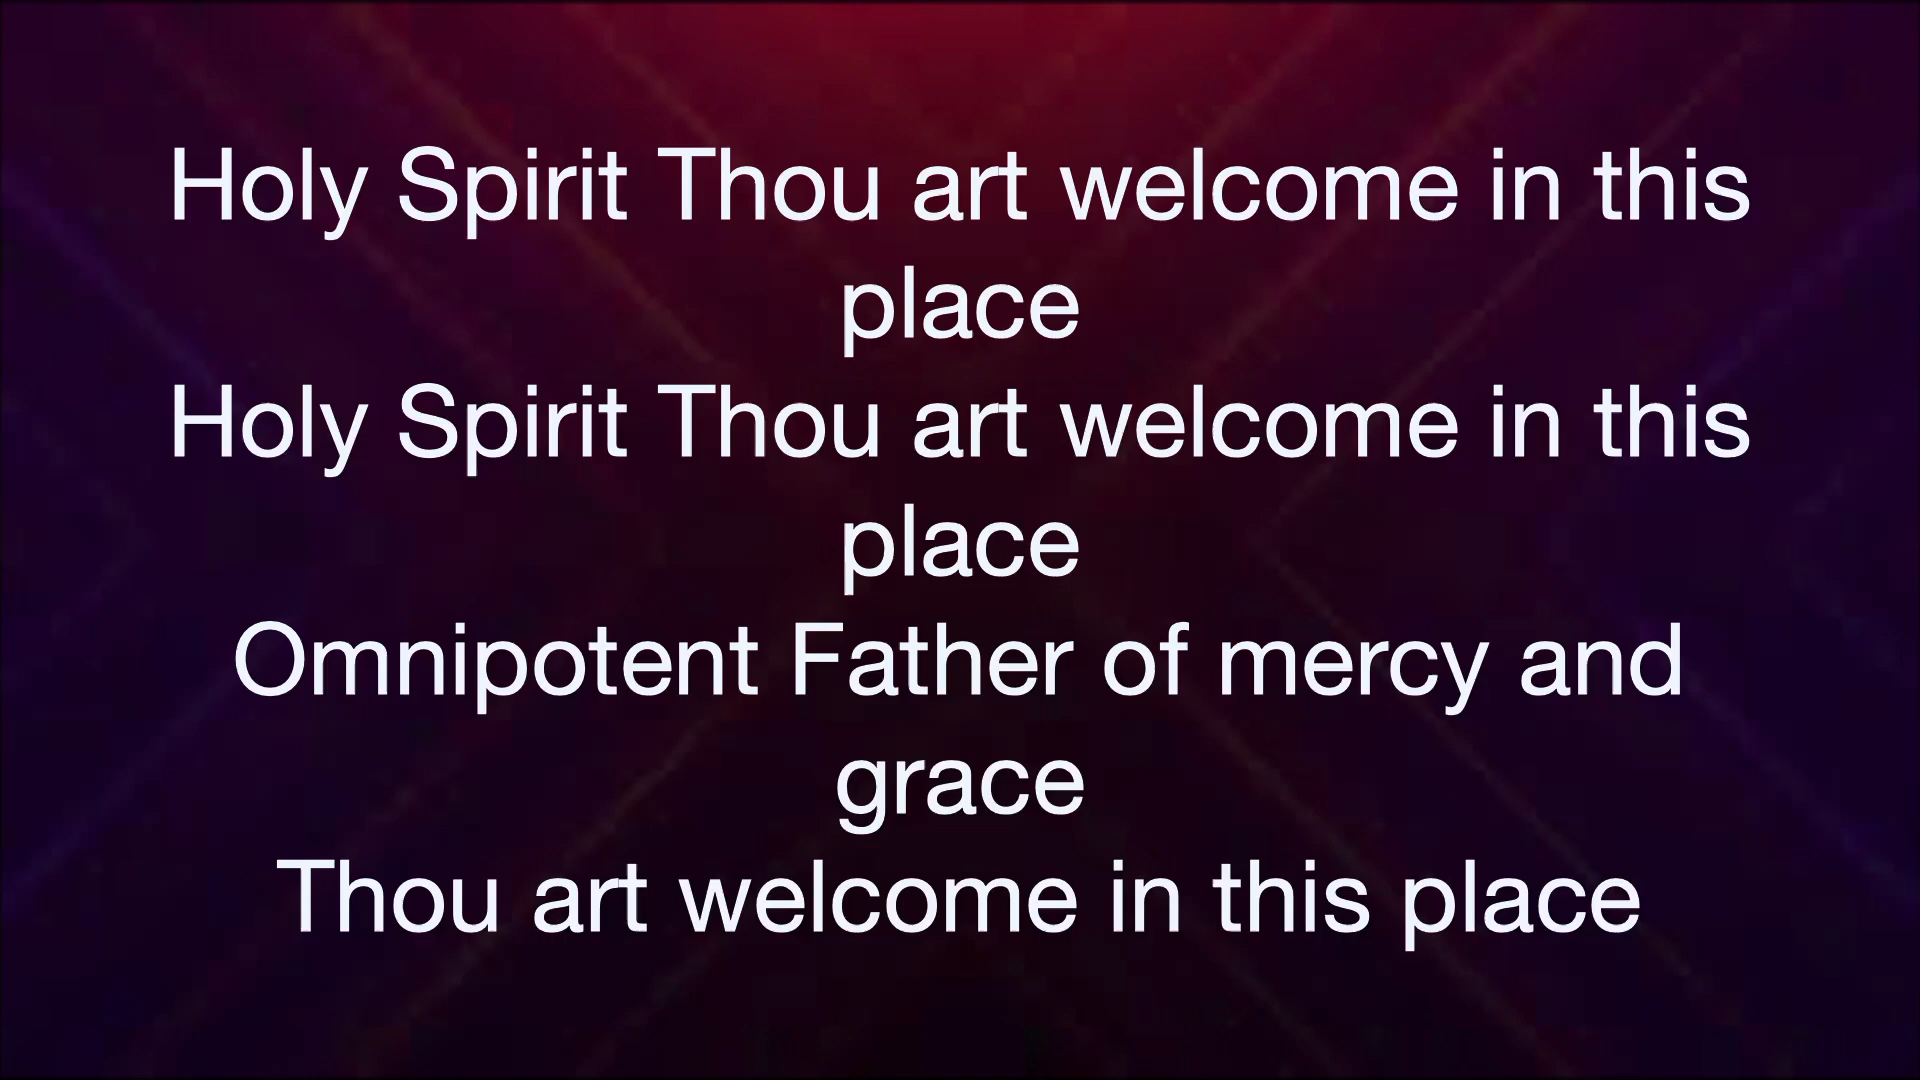 Holy Spirit Thou art welcome in this
place
Holy Spirit Thou art welcome in this
place
Omnipotent Father of mercy and
grace
Thou art welcome in this place